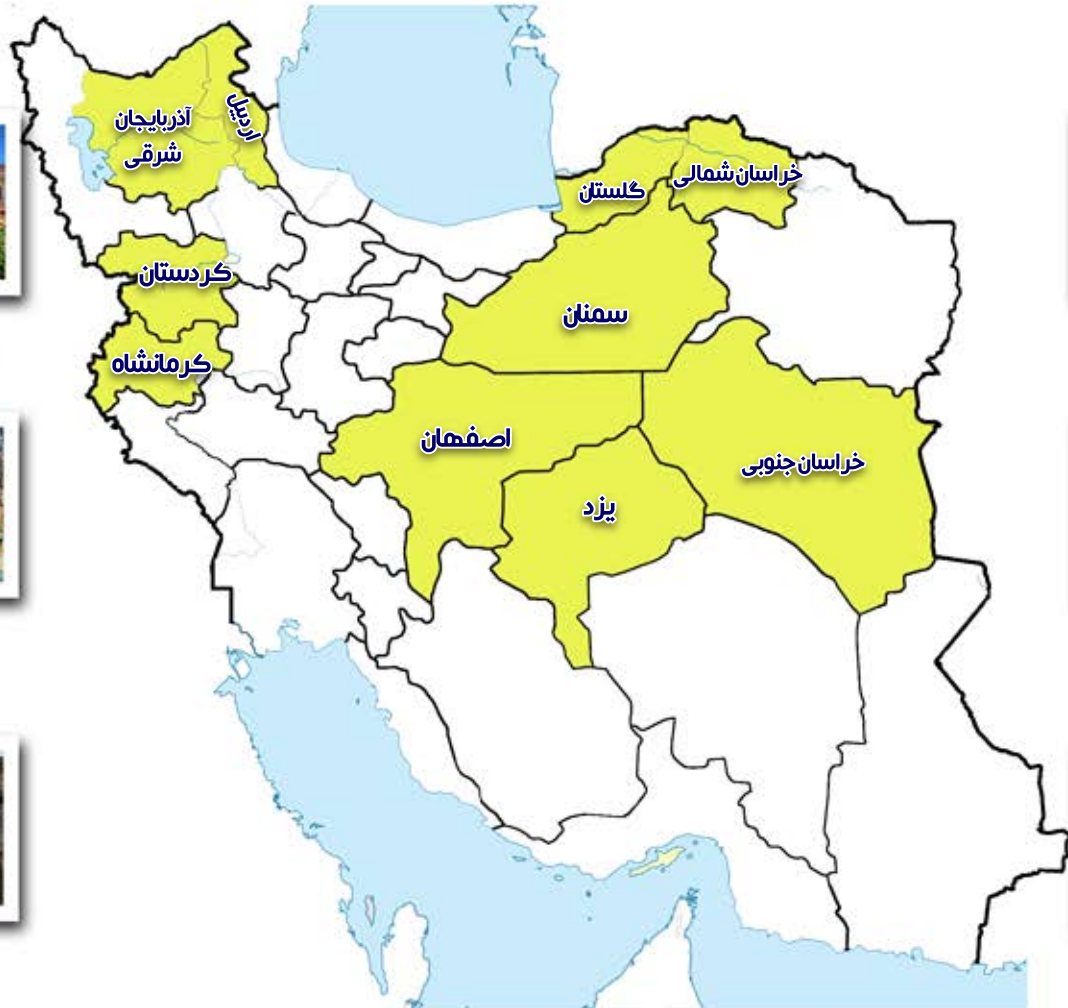 آذربایجان
شرقی
اردبیل
خراسان شمالی
گلستان
کردستان
سمنان
کرمانشاه
اصفهان
خراسان جنوبی
یزد